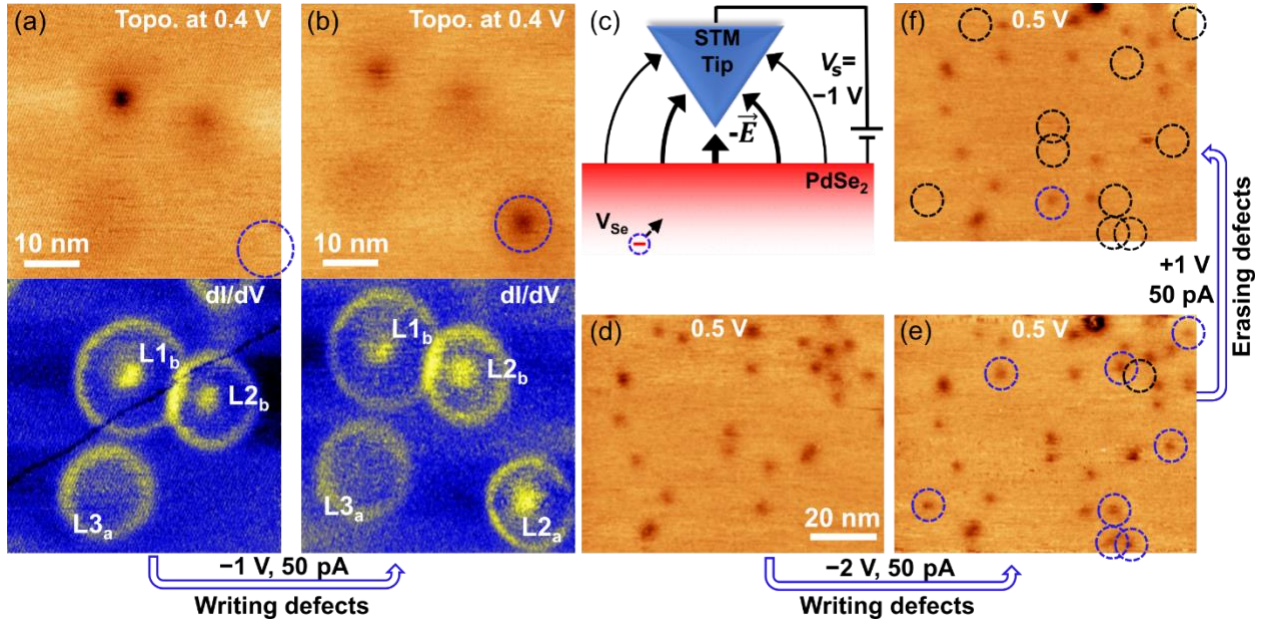 (a) Topo. at 0.4 V
10 nm
dI/dV
L1b
L2b
L3a
(b) Topo. at 0.4 V
10 nm
dI/dV
L1b
L2b
L3a
L2a
−1 V, 50 pA
Writing defects
(c)
STM
Tip
Vs=
−1 V
-E⃗
PdSe2
VSe
−
(d) 0.5 V
20 nm
−2 V, 50 pA
Writing defects
(e) 0.5 V
(f) 0.5 V
+1 V
50 pA
Erasing defects